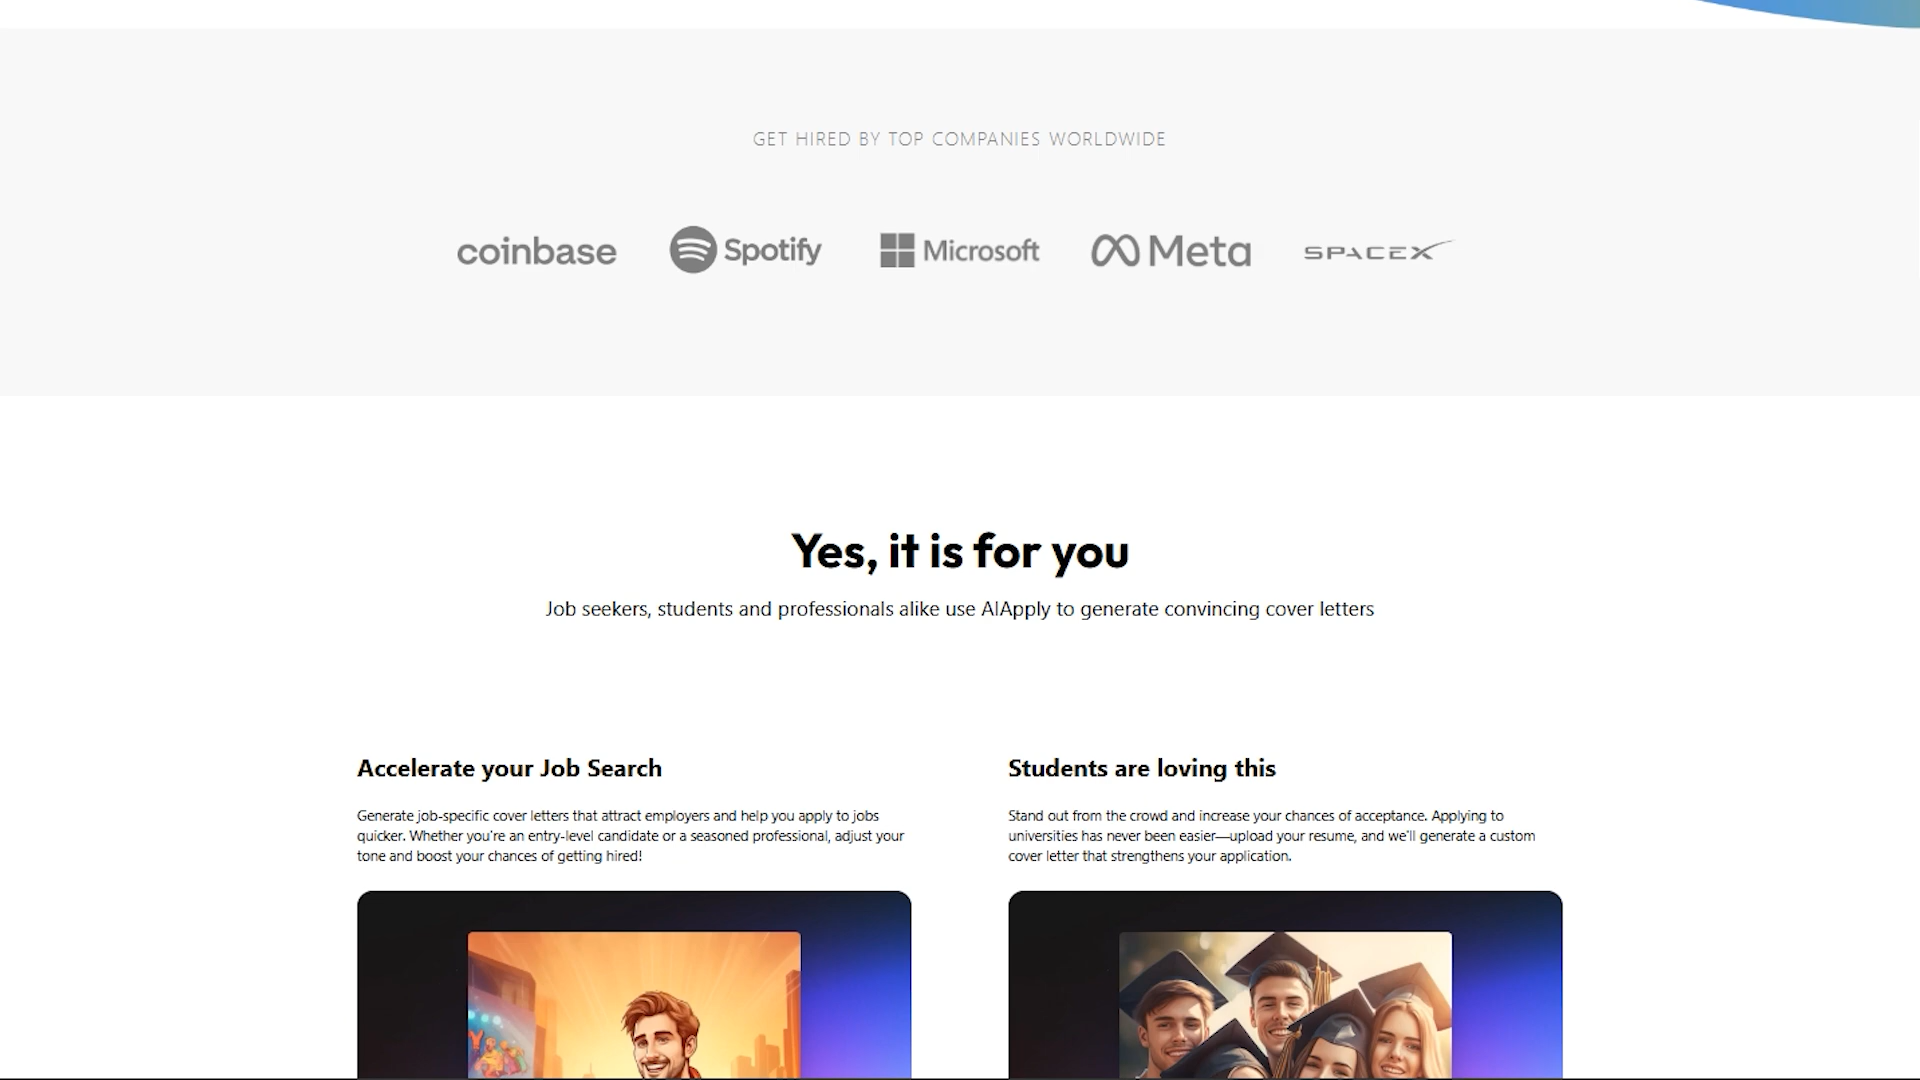 GET HIRED BY TOP COMPANIES WORLDWIDE
coinbase Spotify Microsoft Meta SPACEX
Yes, it is for you
Job seekers, students and professionals alike use AIApply to generate convincing cover letters
Accelerate your Job Search
Generate job-specific cover letters that attract employers and help you apply to jobs
quicker. Whether you're an entry-level candidate or a seasoned professional, adjust your
tone and boost your chances of getting hired!
Students are loving this
Stand out from the crowd and increase your chances of acceptance. Applying to
universities has never been easier—upload your resume, and we'll generate a custom
cover letter that strengthens your application.